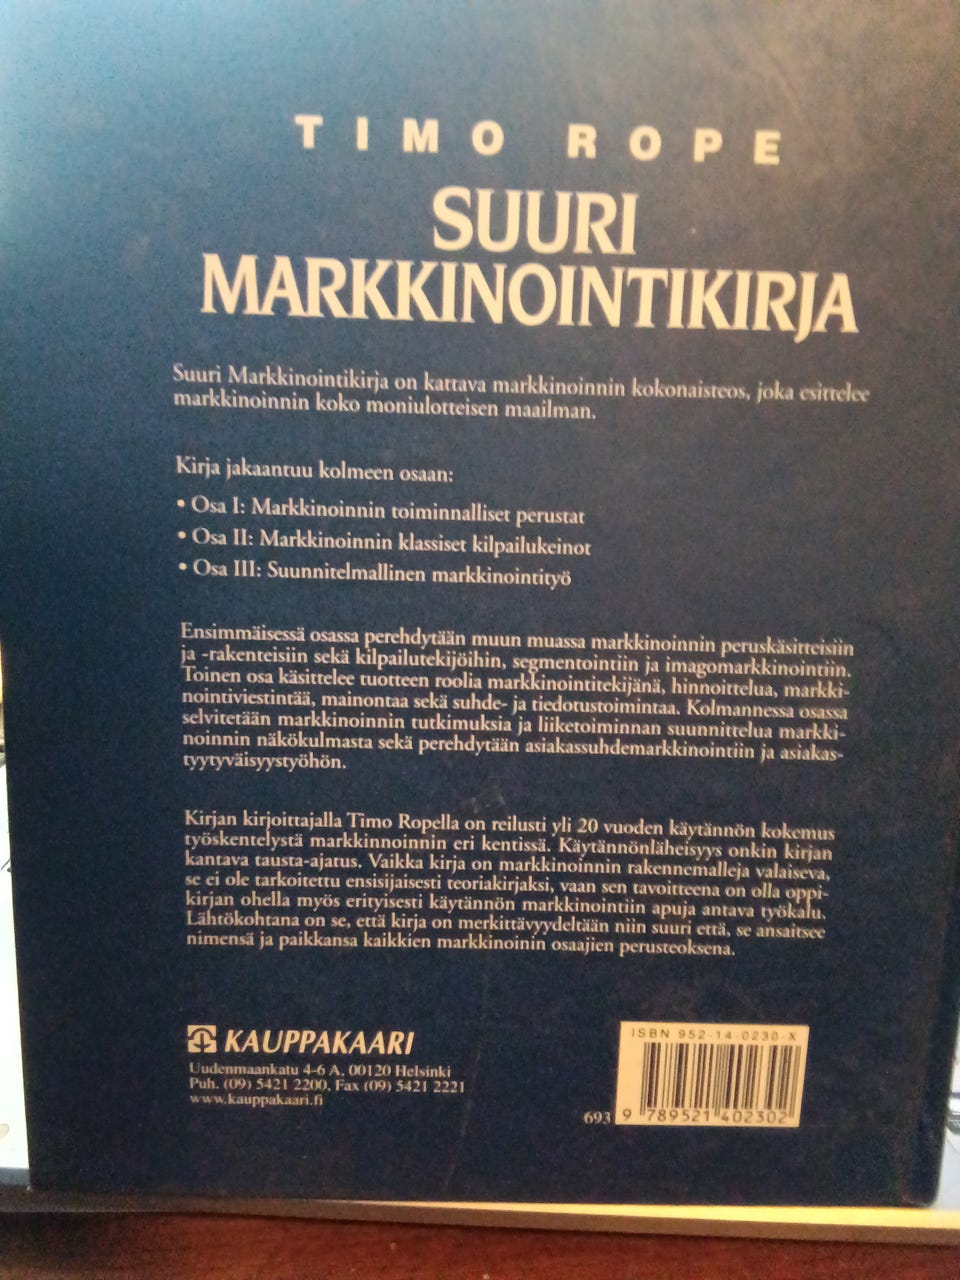 TIMO ROPE
SUURI
MARKKINOINTIKIRJA
Suuri Markkinointikirja on kattava markkinoinnin kokonaisteos, joka esittelee
markkinoinnin koko moniulotteisen maailman.
Kirja jakaantuu kolmeen osaan:
• Osa I: Markkinoinnin toiminnalliset perustat
• Osa II: Markkinoinnin klassiset kilpailukeinot
• Osa III: Suunnitelmallinen markkinointityö
Ensimmäisessä osassa perehdytään muun muassa markkinoinnin peruskäsitteisiin
ja -rakenteisiin sekä kilpailutekijöihin, segmentointiin ja imagomarkkinointiin.
Toinen osa käsittelee tuotteen roolia markkinointitekijänä, hinnoittelua, markki-
nointiviestintää, mainontaa sekä suhde- ja tiedotustoimintaa. Kolmannessa osassa
selvitetään markkinoinnin tutkimuksia ja liiketoiminnan suunnittelua markki-
noinnin näkökulmasta sekä perehdytään asiakassuhdemarkkinointiin ja asiakas-
tyytyväisyystyöhön.
Kirjan kirjoittajalla Timo Ropella on reilusti yli 20 vuoden käytännön kokemus
työskentelystä markkinnoinnin eri kentissä. Käytännönläheisyys onkin kirjan
kantava tausta-ajatus. Vaikka kirja on markkinoinnin rakennemalleja valaiseva,
se ei ole tarkoitettu ensisijaisesti teoriakirjaksi, vaan sen tavoitteena on olla oppi-
kirjan ohella myös erityisesti käytännön markkinointiin apuja antava työkalu.
Lähtökohtana on se, että kirja on merkittävyydeltään niin suuri että, se ansaitsee
nimensä ja paikkansa kaikkien markkinoinin osaajien perusteoksena.
KAUPPAKAARI
Uudenmaankatu 4-6 A, 00120 Helsinki
Puh. (09) 5421 2200, Fax (09) 5421 2221
www.kauppakaari.fi
ISBN 952-14-0230-X
693
9 789521 402302